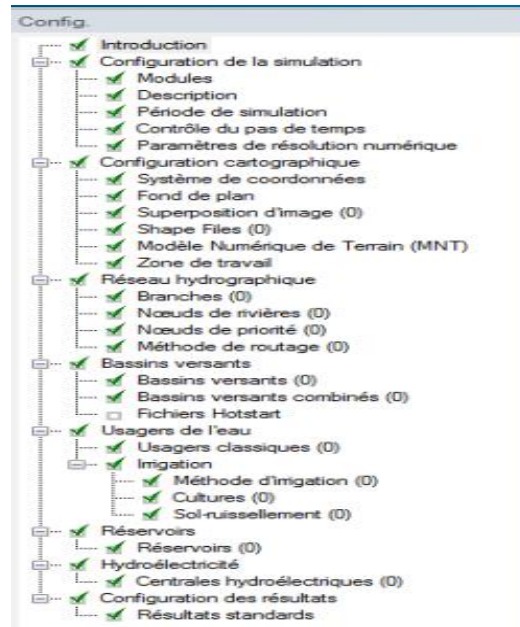 Config.
Introduction
Configuration de la simulation
Modules
Description
Période de simulation
Contrôle du pas de temps
Paramètres de résolution numérique
Configuration cartographique
Système de coordonnées
Fond de plan
Superposition d'image (0)
Shape Files (0)
Modèle Numérique de Terrain (MNT)
Zone de travail
Réseau hydrographique
Branches (0)
Nœuds de rivières (0)
Nœuds de priorité (0)
Méthode de routage (0)
Bassins versants
Bassins versants (0)
Bassins versants combinés (0)
Fichiers Hotstart
Usagers de l'eau
Usagers classiques (0)
Irrigation
Méthode d'irrigation (0)
Cultures (0)
Sol-ruissellement (0)
Réservoirs
Réservoirs (0)
Hydroélectricité
Centrales hydroélectriques (0)
Configuration des résultats
Résultats standards